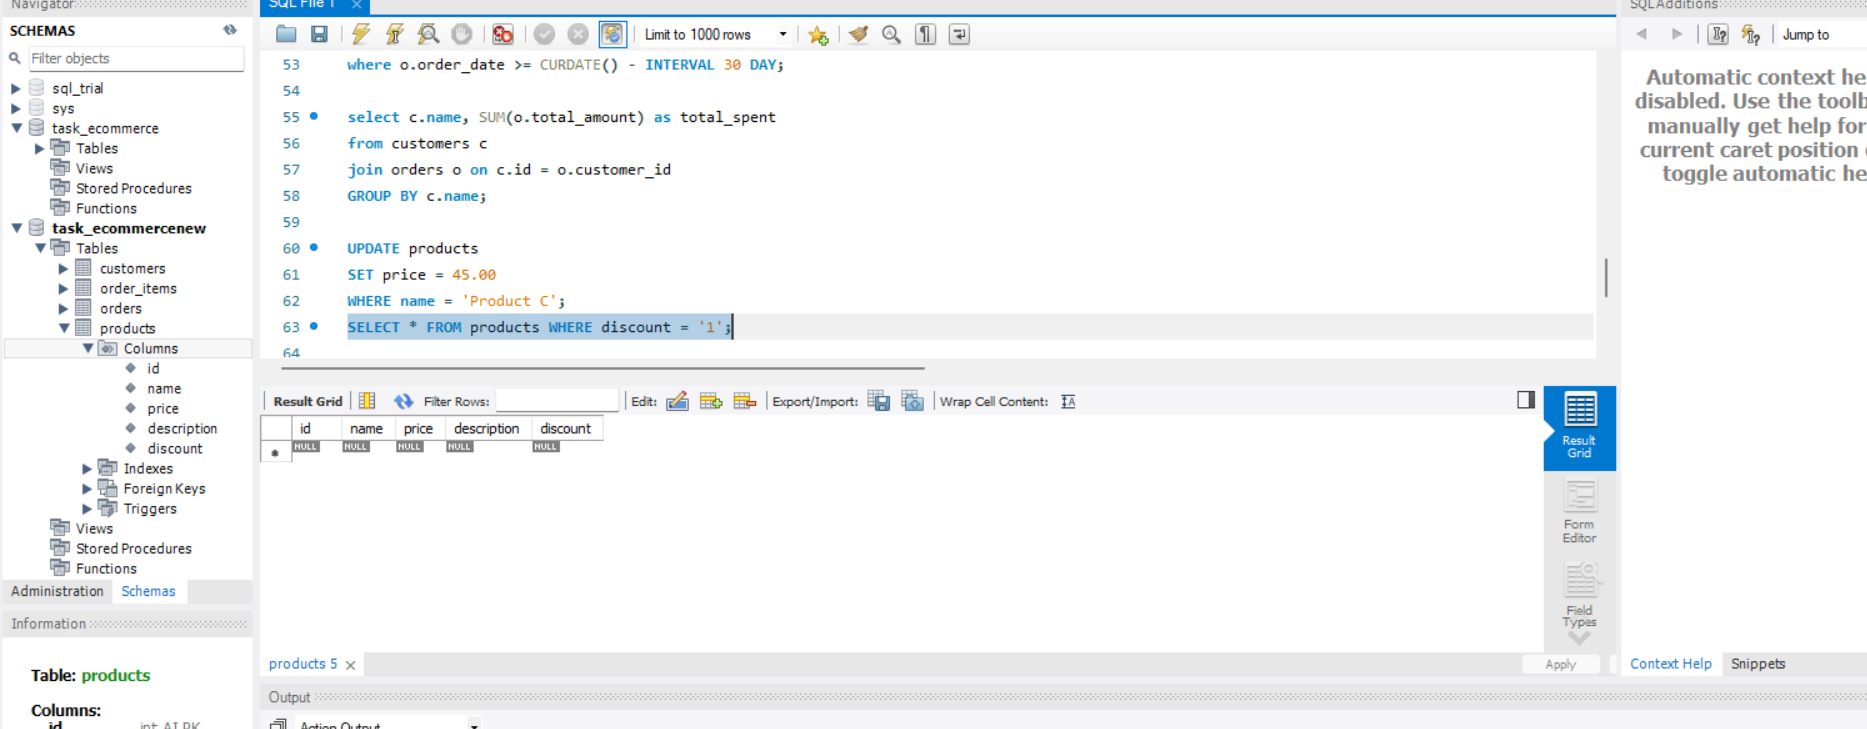 Navigator
SCHEMAS
Filter objects
sql_trial
sys
task_ecommerce
Tables
Views
Stored Procedures
Functions
task_ecommercenew
Tables
customers
order_items
orders
products
Columns
id
name
price
description
discount
Indexes
Foreign Keys
Triggers
Views
Stored Procedures
Functions
Administration Schemas
Information
Table: products
Columns:
id int AI PK
SQL File 1
Limit to 1000 rows
53 where o.order_date >= CURDATE() - INTERVAL 30 DAY;
54
55 select c.name, SUM(o.total_amount) as total_spent
56 from customers c
57 join orders o on c.id = o.customer_id
58 GROUP BY c.name;
59
60 UPDATE products
61 SET price = 45.00
62 WHERE name = 'Product C';
63 SELECT * FROM products WHERE discount = '1';
64
Result Grid Filter Rows: Edit: Export/Import: Wrap Cell Content:
id name price description discount
NULL NULL NULL NULL NULL
Result
Grid
Form
Editor
Field
Types
products 5
Apply
Output
Action Output
SQLAdditions
Jump to
Automatic context he
disabled. Use the toolb
manually get help for
current caret position
toggle automatic he
Context Help Snippets